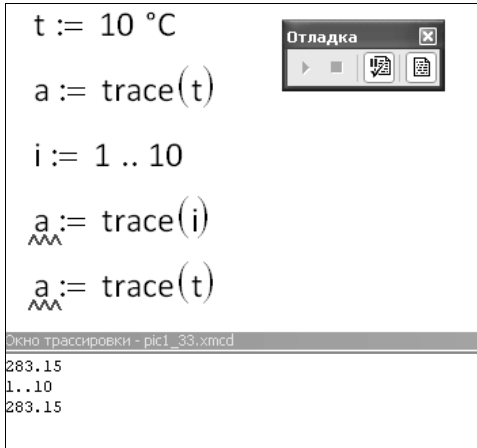 t := 10 °C
Отладка
a := trace(t)
i := 1 .. 10
a := trace(i)
a := trace(t)
Окно трассировки - pic1_33.xmcd
283.15
1..10
283.15